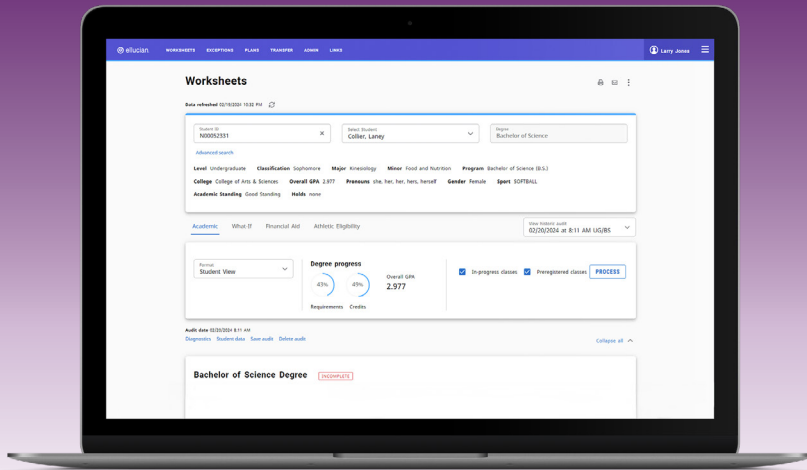 ellucian
WORKSHEETS EXCEPTIONS PLANS TRANSFER ADMIN LINKS
Larry Jones
Worksheets
Data refreshed 02/19/2024 10:32 PM
Student ID
N00052331
Select Student
Collier, Laney
Degree
Bachelor of Science
Advanced search
Level Undergraduate Classification Sophomore Major Kinesiology Minor Food and Nutrition Program Bachelor of Science (B.S.)
College College of Arts & Sciences Overall GPA 2.977 Pronouns she, her, her, hers, herself Gender Female Sport SOFTBALL
Academic Standing Good Standing Holds none
Academic What If Financial Aid Athletic Eligibility
View historic audit
02/20/2024 at 8:11 AM UG/BS
Format
Student View
Degree progress
43%
Requirements
49%
Credits
Overall GPA
2.977
In-progress classes Preregistered classes PROCESS
Audit date 02/20/2024 8:11 AM
Diagnostics Student data Save audit Delete audit
Collapse all
Bachelor of Science Degree INCOMPLETE